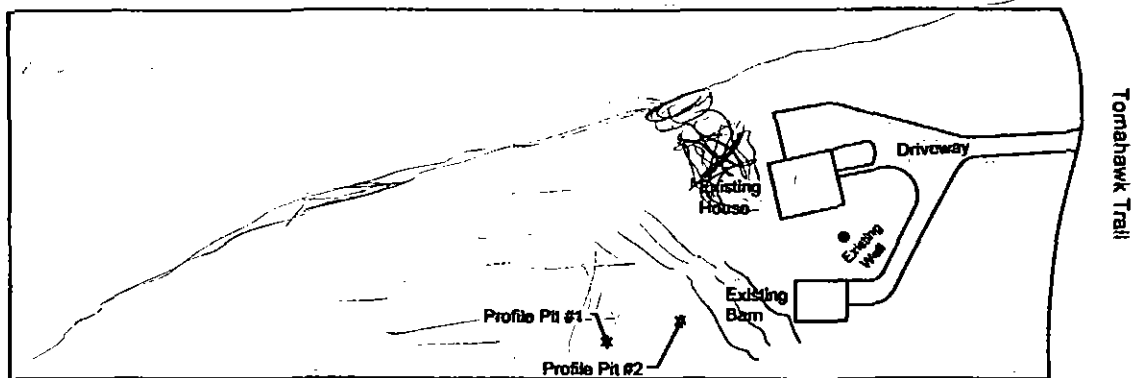 Tomahawk Trail
Driveway
Existing
House
Existing
Well
Existing
Barn
Profile Pit #1
Profile Pit #2